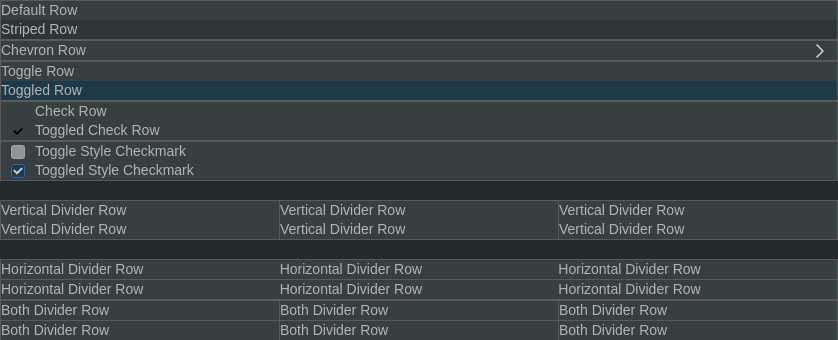 Default Row
Striped Row
Chevron Row
Toggle Row
Toggled Row
Check Row
Toggled Check Row
Toggle Style Checkmark
Toggled Style Checkmark
Vertical Divider Row Vertical Divider Row Vertical Divider Row
Vertical Divider Row Vertical Divider Row Vertical Divider Row
Horizontal Divider Row Horizontal Divider Row Horizontal Divider Row
Horizontal Divider Row Horizontal Divider Row Horizontal Divider Row
Both Divider Row Both Divider Row Both Divider Row
Both Divider Row Both Divider Row Both Divider Row